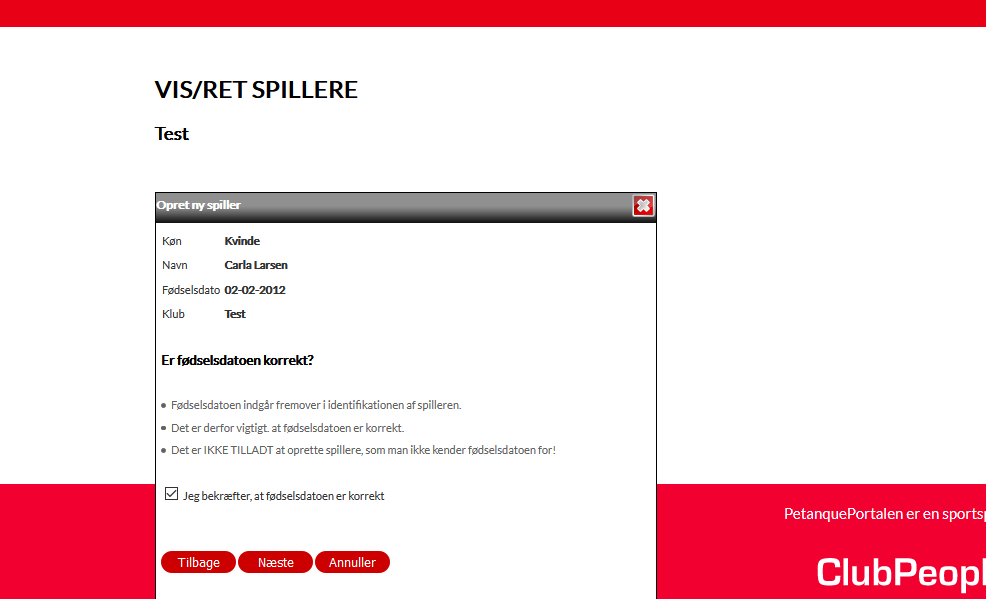 VIS/RET SPILLERE
Test
Opret ny spiller
Køn Kvinde
Navn Carla Larsen
Fødselsdato 02-02-2012
Klub Test
Er fødselsdatoen korrekt?
• Fødselsdatoen indgår fremover i identifikationen af spilleren.
• Det er derfor vigtigt. at fødselsdatoen er korrekt.
• Det er IKKE TILLADT at oprette spillere, som man ikke kender fødselsdatoen for!
Jeg bekræfter, at fødselsdatoen er korrekt
Tilbage Næste Annuller
PetanquePortalen er en sportsp
ClubPeopl